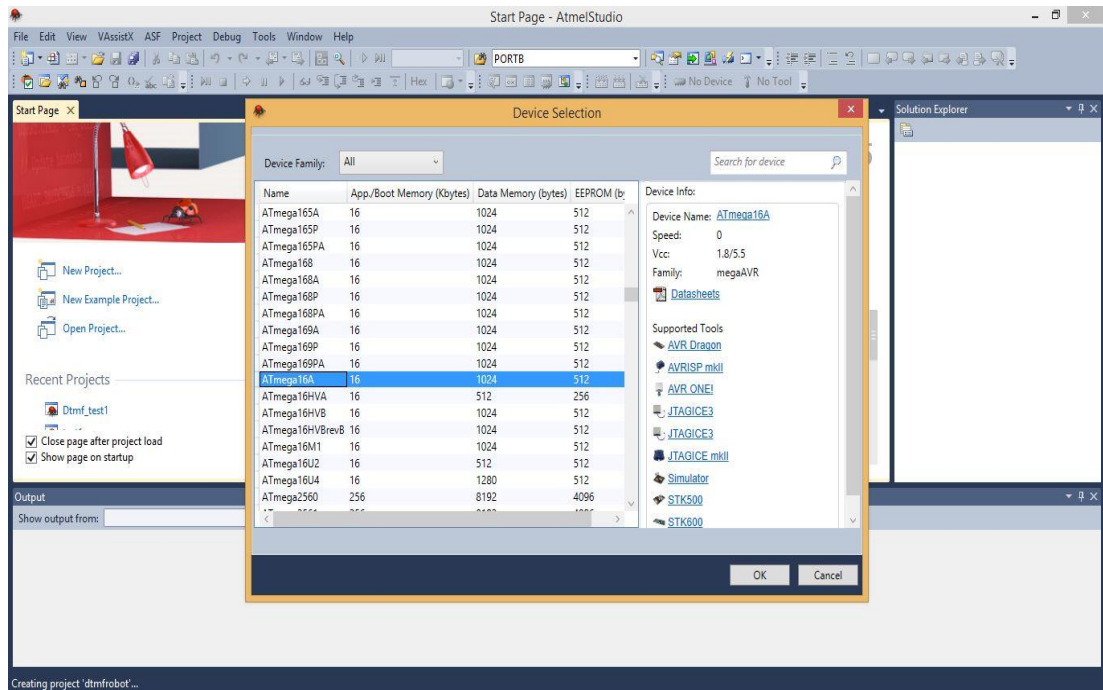 Start Page - AtmelStudio
File Edit View VAssistX ASF Project Debug Tools Window Help
PORTB
Hex
No Device No Tool
Start Page
Device Selection
Solution Explorer
Device Family: All
Search for device
Name App./Boot Memory (Kbytes) Data Memory (bytes) EEPROM (by
ATmega165A 16 1024 512
ATmega165P 16 1024 512
ATmega165PA 16 1024 512
ATmega168 16 1024 512
ATmega168A 16 1024 512
ATmega168P 16 1024 512
ATmega168PA 16 1024 512
ATmega169A 16 1024 512
ATmega169P 16 1024 512
ATmega169PA 16 1024 512
ATmega16A 16 1024 512
ATmega16HVA 16 512 256
ATmega16HVB 16 1024 512
ATmega16HVBrevB 16 1024 512
ATmega16M1 16 1024 512
ATmega16U2 16 512 512
ATmega16U4 16 1280 512
ATmega2560 256 8192 4096
Device Info:
Device Name: ATmega16A
Speed: 0
Vcc: 1.8/5.5
Family: megaAVR
Datasheets
Supported Tools
AVR Dragon
AVRISP mkII
AVR ONE!
JTAGICE3
JTAGICE3
JTAGICE mkII
Simulator
STK500
STK600
OK Cancel
New Project...
New Example Project...
Open Project...
Recent Projects
Dtmf_test1
Close page after project load
Show page on startup
Output
Show output from:
Creating project 'dtmfrobot'...